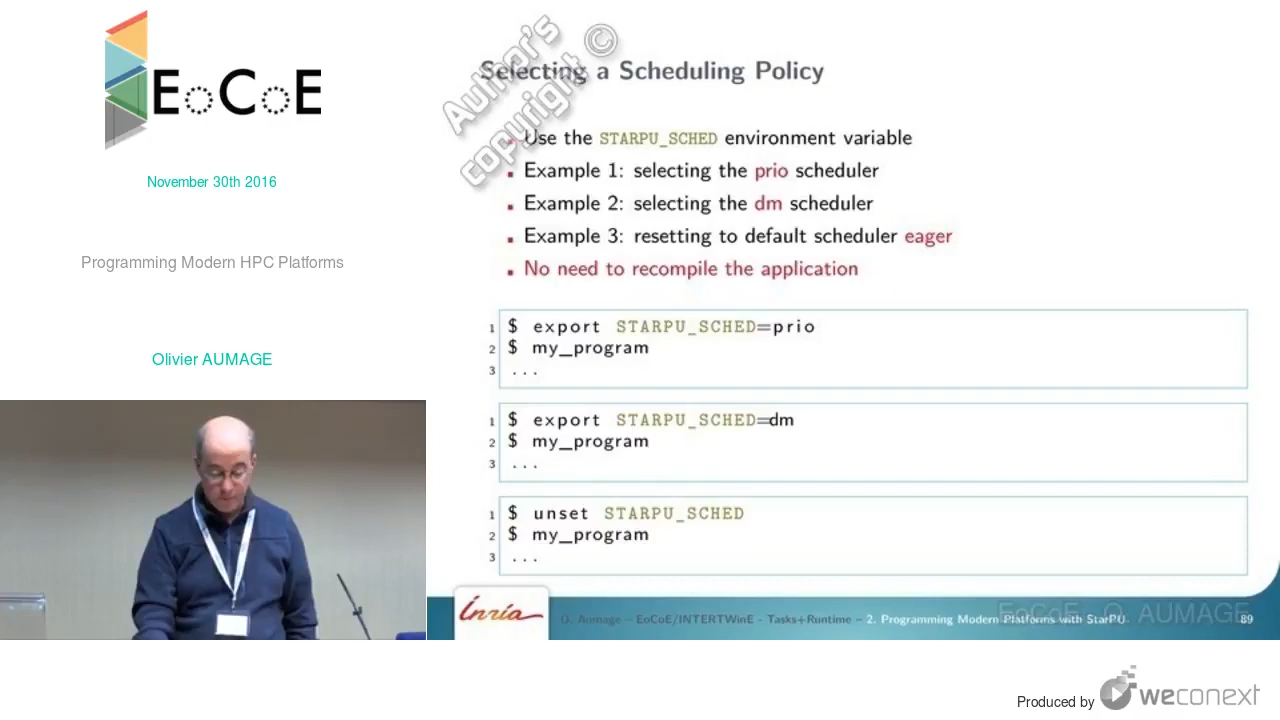 EoCoE
November 30th 2016
Programming Modern HPC Platforms
Olivier AUMAGE
Author's
copyright ©
Selecting a Scheduling Policy
Use the STARPU_SCHED environment variable
Example 1: selecting the prio scheduler
Example 2: selecting the dm scheduler
Example 3: resetting to default scheduler eager
No need to recompile the application
1 $ export STARPU_SCHED=prio
2 $ my_program
3 ...
1 $ export STARPU_SCHED=dm
2 $ my_program
3 ...
1 $ unset STARPU_SCHED
2 $ my_program
3 ...
Inria
O. Aumage – EoCoE/INTERTWinE - Tasks+Runtime – 2. Programming Modern Platforms with StarPU
EoCoE O. AUMAGE
89
Produced by weconext